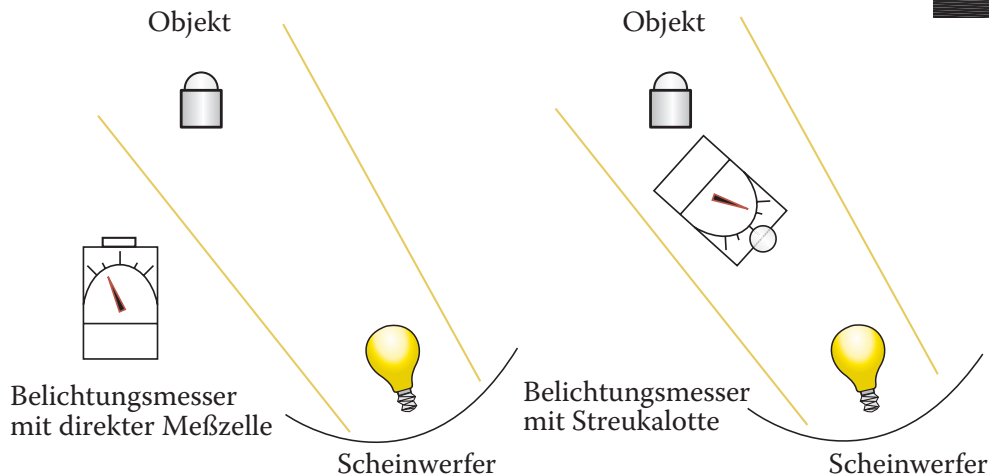 Objekt
Belichtungsmesser
mit direkter Meßzelle
Scheinwerfer
Objekt
Belichtungsmesser
mit Streukalotte
Scheinwerfer